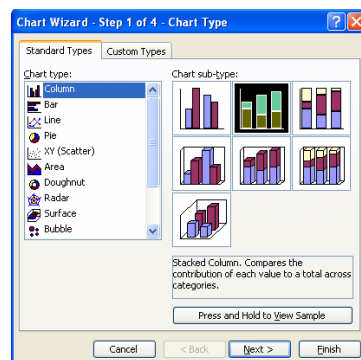 Chart Wizard - Step 1 of 4 - Chart Type
Standard Types
Custom Types
Chart type:
Column
Bar
Line
Pie
XY (Scatter)
Area
Doughnut
Radar
Surface
Bubble
Chart sub-type:
Stacked Column. Compares the
contribution of each value to a total across
categories.
Press and Hold to View Sample
Cancel
< Back
Next >
Finish